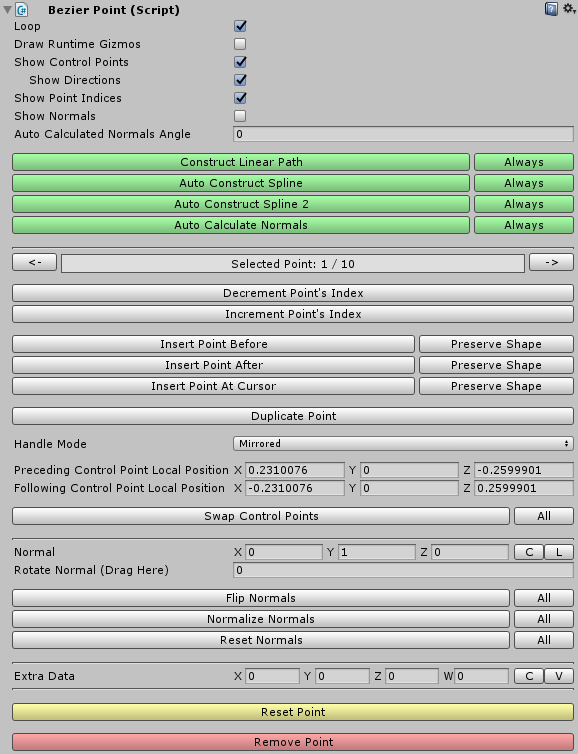 Bezier Point (Script)
Loop
Draw Runtime Gizmos
Show Control Points
Show Directions
Show Point Indices
Show Normals
Auto Calculated Normals Angle 0
Construct Linear Path Always
Auto Construct Spline Always
Auto Construct Spline 2 Always
Auto Calculate Normals Always
<- Selected Point: 1 / 10 ->
Decrement Point's Index
Increment Point's Index
Insert Point Before Preserve Shape
Insert Point After Preserve Shape
Insert Point At Cursor Preserve Shape
Duplicate Point
Handle Mode Mirrored
Preceding Control Point Local Position X 0.2310076 Y 0 Z -0.2599901
Following Control Point Local Position X -0.2310076 Y 0 Z 0.2599901
Swap Control Points All
Normal X 0 Y 1 Z 0 C L
Rotate Normal (Drag Here) 0
Flip Normals All
Normalize Normals All
Reset Normals All
Extra Data X 0 Y 0 Z 0 W 0 C V
Reset Point
Remove Point